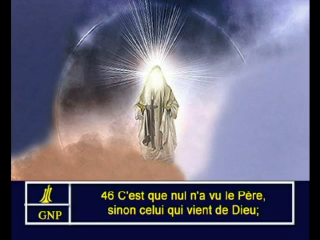 46 C'est que nul n'a vu le Père,
sinon celui qui vient de Dieu;
GNP